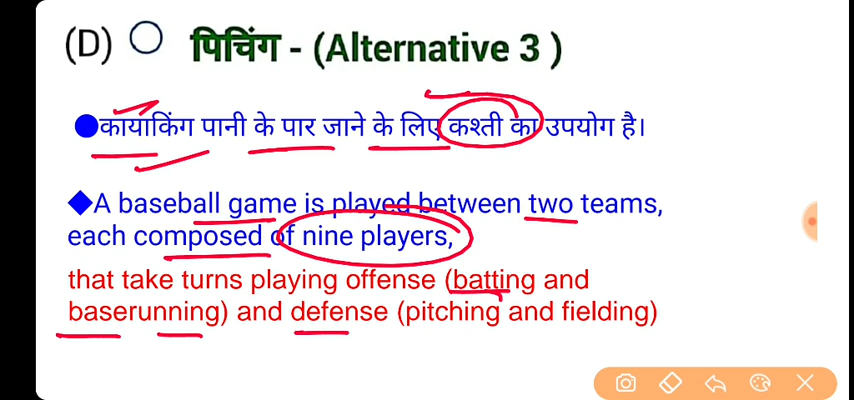 (D) ○ पिचिंग - (Alternative 3 )
●कायाकिंग पानी के पार जाने के लिए कश्ती का उपयोग है।
◆A baseball game is played between two teams,
each composed of nine players,
that take turns playing offense (batting and
baserunning) and defense (pitching and fielding)